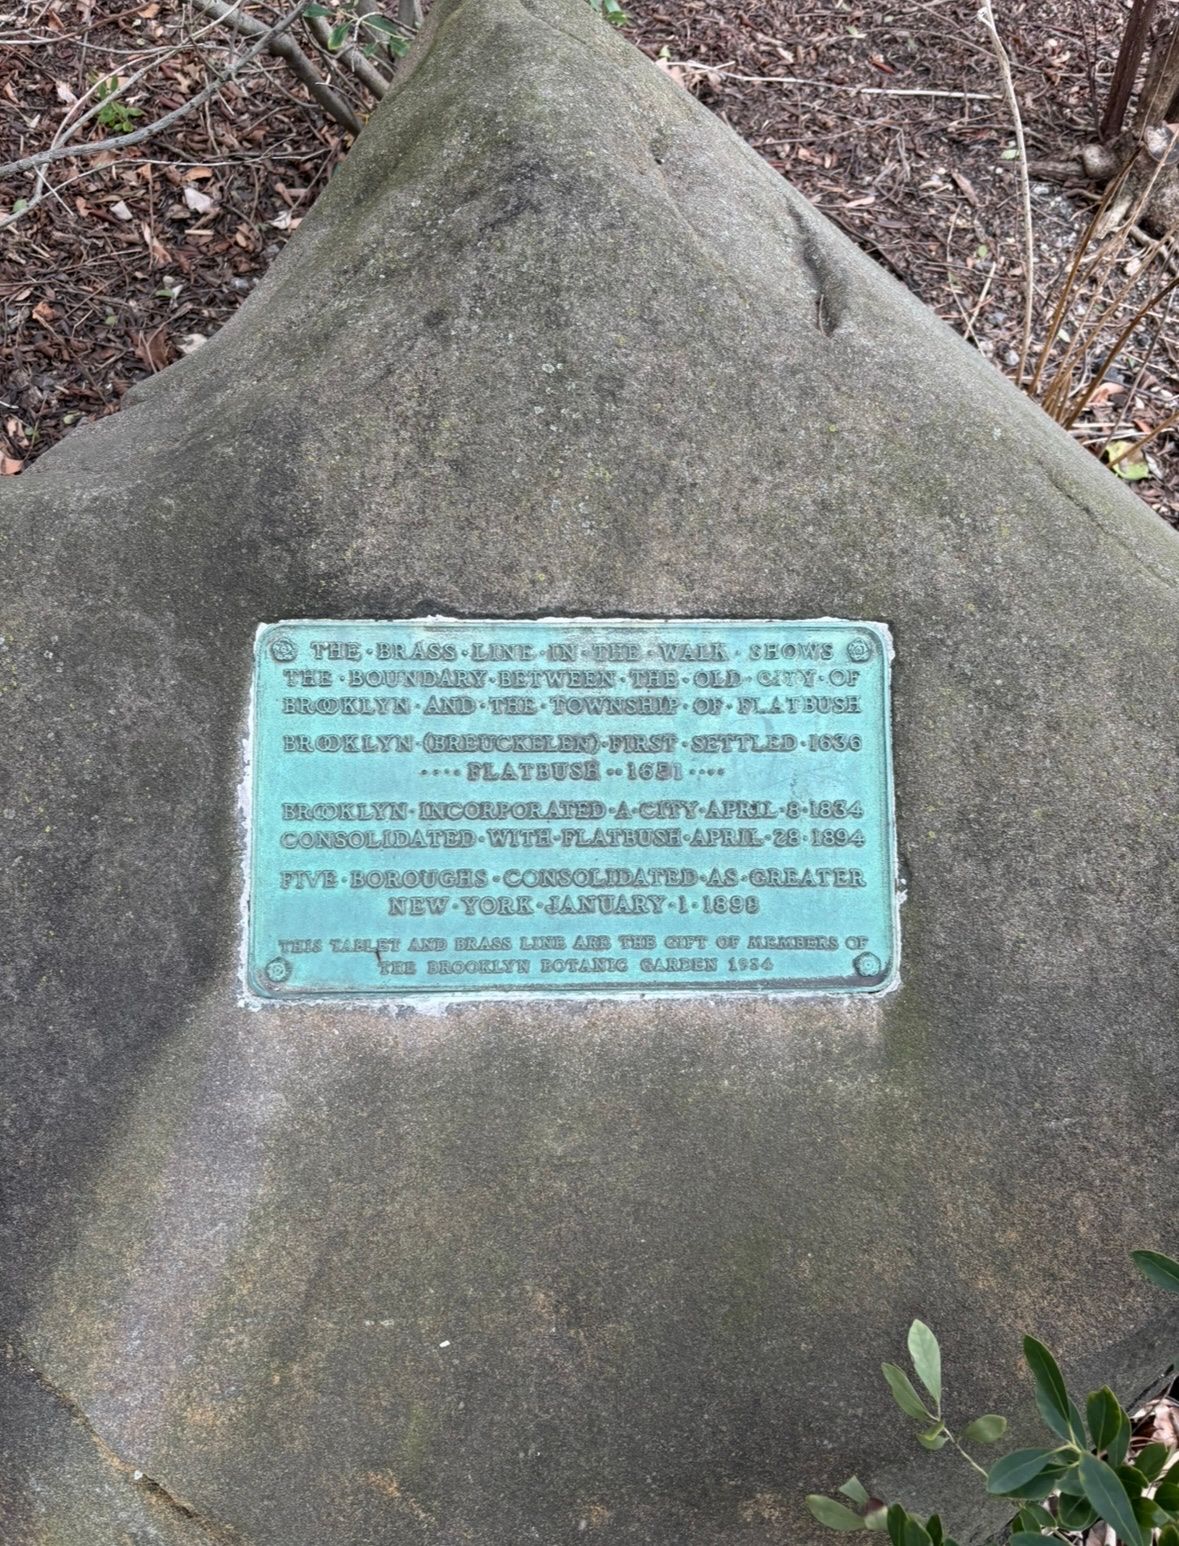 THE·BRASS·LINE·IN·THE·WALK·SHOWS
THE·BOUNDARY·BETWEEN·THE·OLD·CITY·OF
BROOKLYN·AND·THE·TOWNSHIP·OF·FLATBUSH
BROOKLYN·(BREUCKELEN)·FIRST·SETTLED·1636
····FLATBUSH··1651····
BROOKLYN·INCORPORATED·A·CITY·APRIL·8·1834
CONSOLIDATED·WITH·FLATBUSH·APRIL·28·1894
FIVE·BOROUGHS·CONSOLIDATED·AS·GREATER
NEW·YORK·JANUARY·1·1898
THIS TABLET AND BRASS LINE ARE THE GIFT OF MEMBERS OF
THE BROOKLYN BOTANIC GARDEN 1934